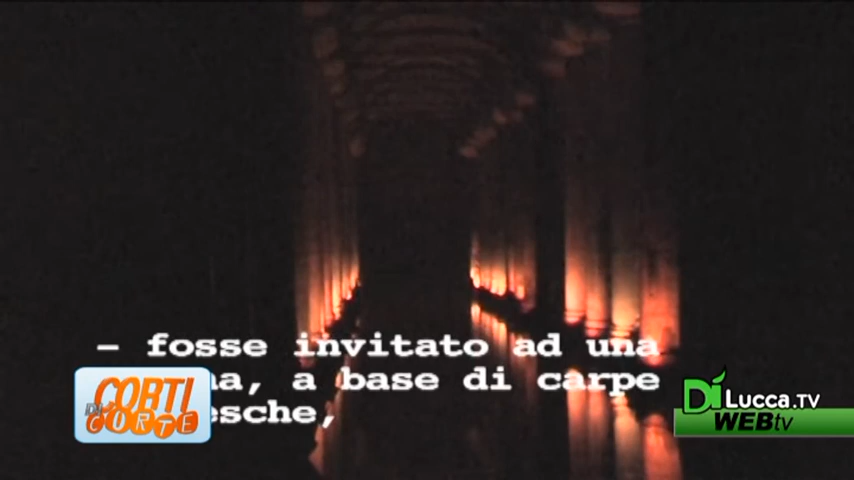 – fosse invitato ad una
a base di carpe
CORTI
DI CORTE
Di Lucca.TV
WEBtv